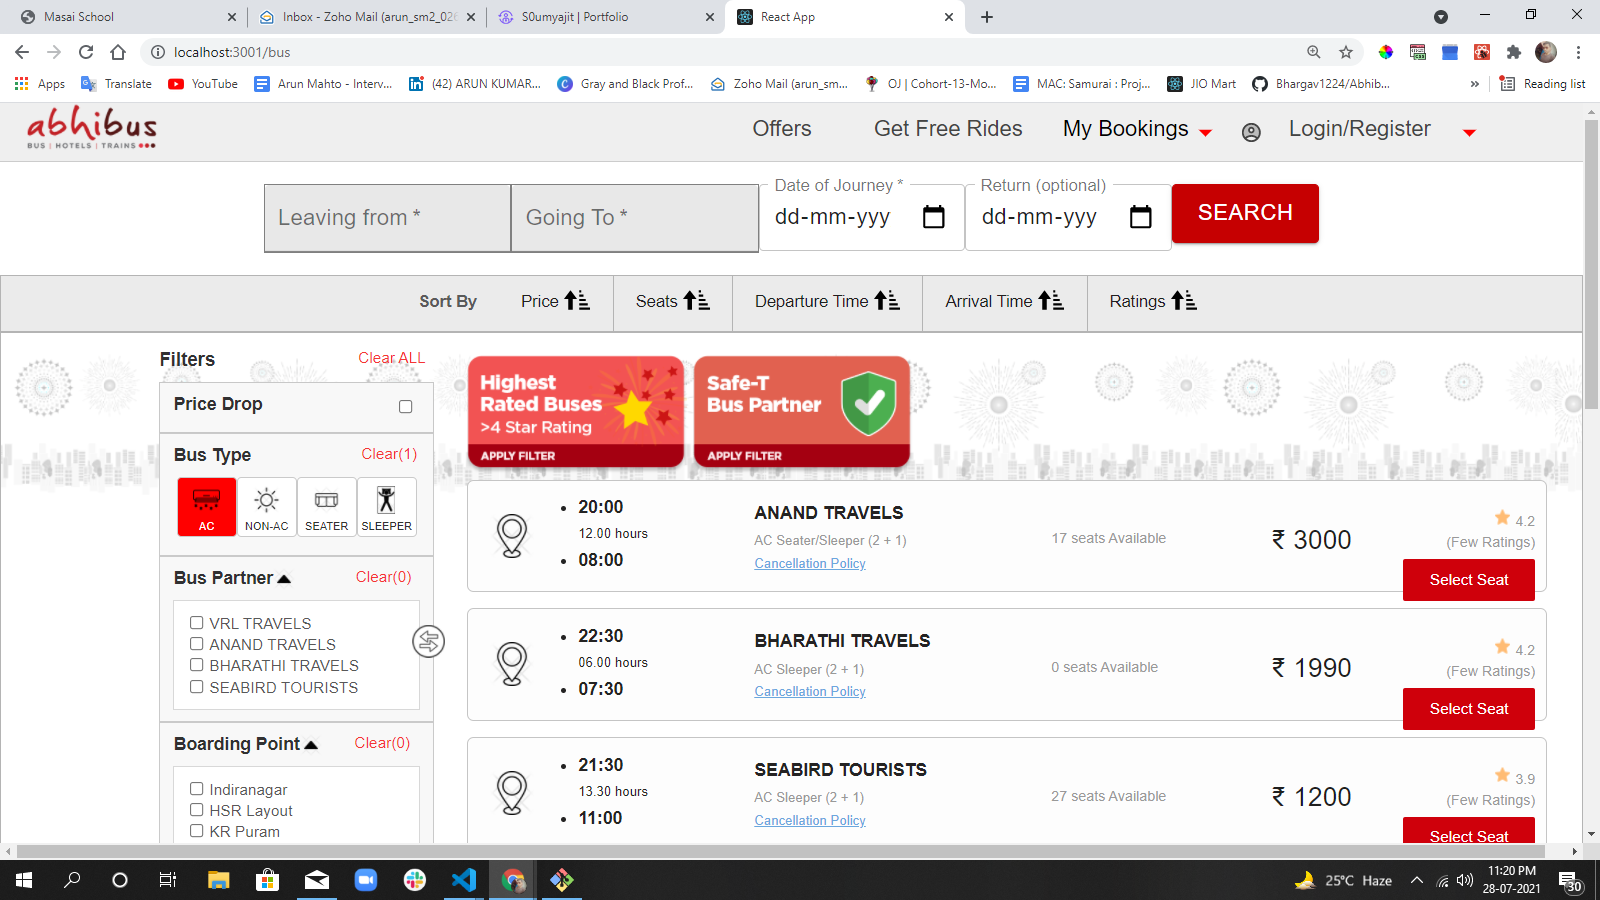 Masai School
Inbox - Zoho Mail (arun_sm2_026
S0umyajit | Portfolio
React App
localhost:3001/bus
Apps
Translate
YouTube
Arun Mahto - Interv...
(42) ARUN KUMAR...
Gray and Black Prof...
Zoho Mail (arun_sm...
OJ | Cohort-13-Mo...
MAC: Samurai : Proj...
JIO Mart
Bhargav1224/Abhib...
»
Reading list
abhibus
BUS | HOTELS | TRAINS
Offers
Get Free Rides
My Bookings
Login/Register
Leaving from *
Going To *
Date of Journey *
dd-mm-yyy
Return (optional)
dd-mm-yyy
SEARCH
Sort By
Price
Seats
Departure Time
Arrival Time
Ratings
Filters
Clear ALL
Price Drop
Bus Type
Clear(1)
AC
NON-AC
SEATER
SLEEPER
Bus Partner
Clear(0)
VRL TRAVELS
ANAND TRAVELS
BHARATHI TRAVELS
SEABIRD TOURISTS
Boarding Point
Clear(0)
Indiranagar
HSR Layout
KR Puram
Highest
Rated Buses
>4 Star Rating
APPLY FILTER
Safe-T
Bus Partner
APPLY FILTER
20:00
12.00 hours
08:00
ANAND TRAVELS
AC Seater/Sleeper (2 + 1)
Cancellation Policy
17 seats Available
₹ 3000
4.2
(Few Ratings)
Select Seat
22:30
06.00 hours
07:30
BHARATHI TRAVELS
AC Sleeper (2 + 1)
Cancellation Policy
0 seats Available
₹ 1990
4.2
(Few Ratings)
Select Seat
21:30
13.30 hours
11:00
SEABIRD TOURISTS
AC Sleeper (2 + 1)
Cancellation Policy
27 seats Available
₹ 1200
3.9
(Few Ratings)
Select Seat
25°C Haze
11:20 PM
28-07-2021
30